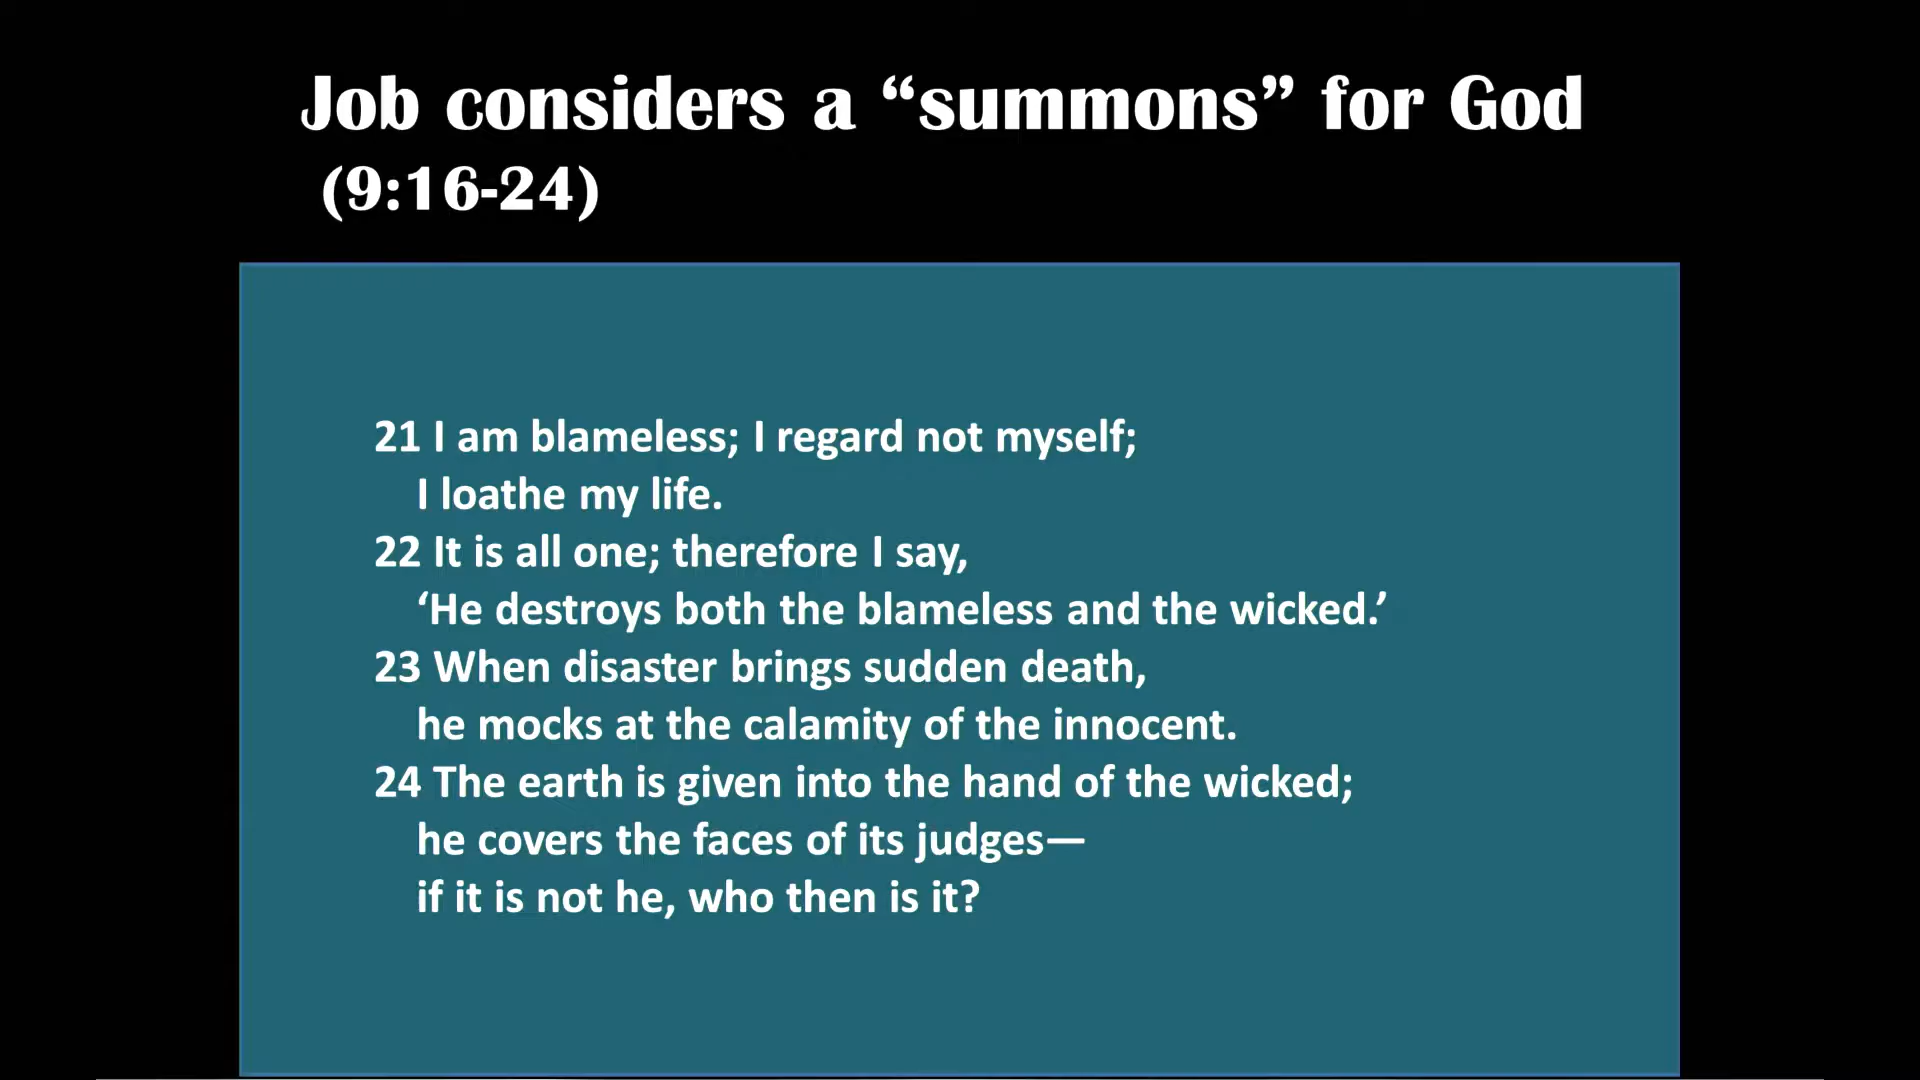 Job considers a “summons” for God
(9:16-24)
21 I am blameless; I regard not myself;
I loathe my life.
22 It is all one; therefore I say,
‘He destroys both the blameless and the wicked.’
23 When disaster brings sudden death,
he mocks at the calamity of the innocent.
24 The earth is given into the hand of the wicked;
he covers the faces of its judges—
if it is not he, who then is it?